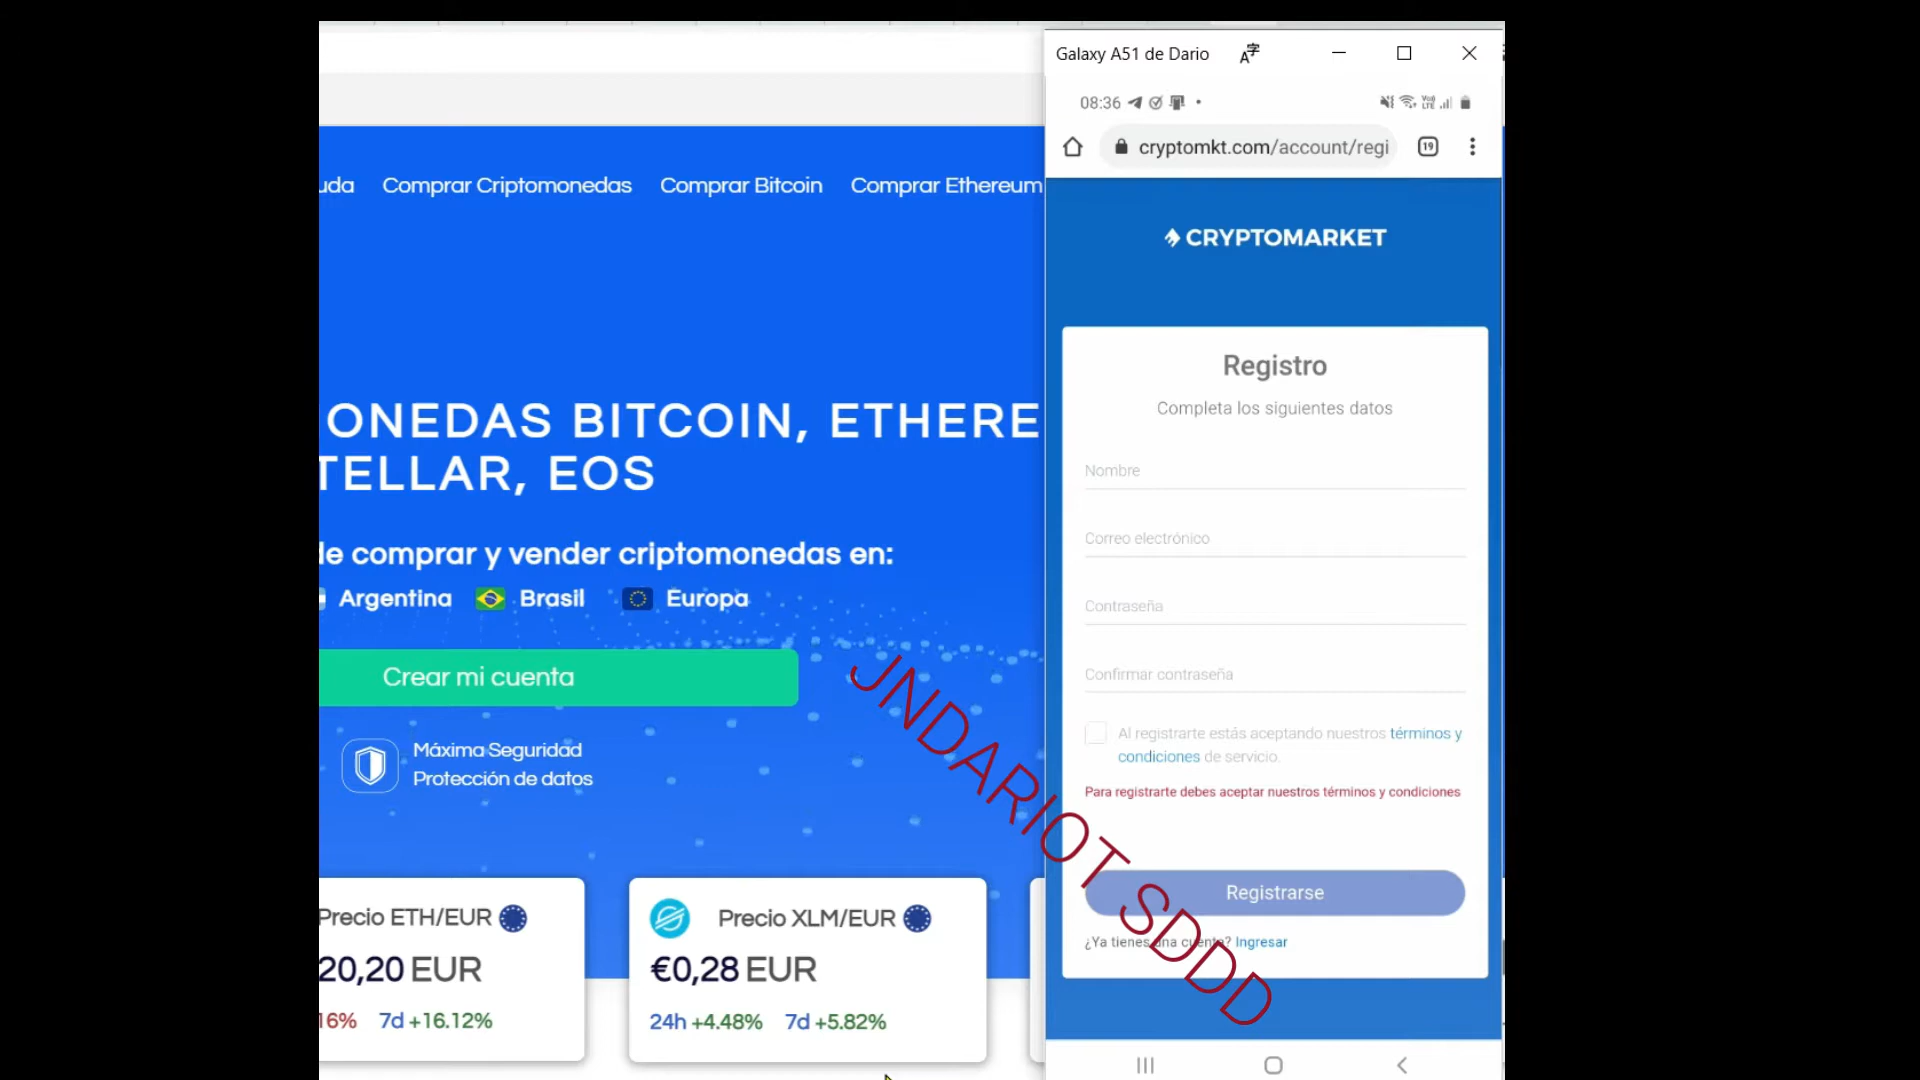 Galaxy A51 de Dario
08:36
cryptomkt.com/account/regi
19
uda Comprar Criptomonedas Comprar Bitcoin Comprar Ethereum
ONEDAS BITCOIN, ETHERE
TELLAR, EOS
de comprar y vender criptomonedas en:
Argentina Brasil Europa
Crear mi cuenta
Máxima Seguridad
Protección de datos
Precio ETH/EUR
20,20 EUR
16% 7d +16.12%
Precio XLM/EUR
€0,28 EUR
24h +4.48% 7d +5.82%
CRYPTOMARKET
Registro
Completa los siguientes datos
Nombre
Correo electrónico
Contraseña
Confirmar contraseña
Al registrarte estás aceptando nuestros términos y
condiciones de servicio.
Para registrarte debes aceptar nuestros términos y condiciones
Registrarse
¿Ya tienes una cuenta? Ingresar
JNDARIOT SDDD